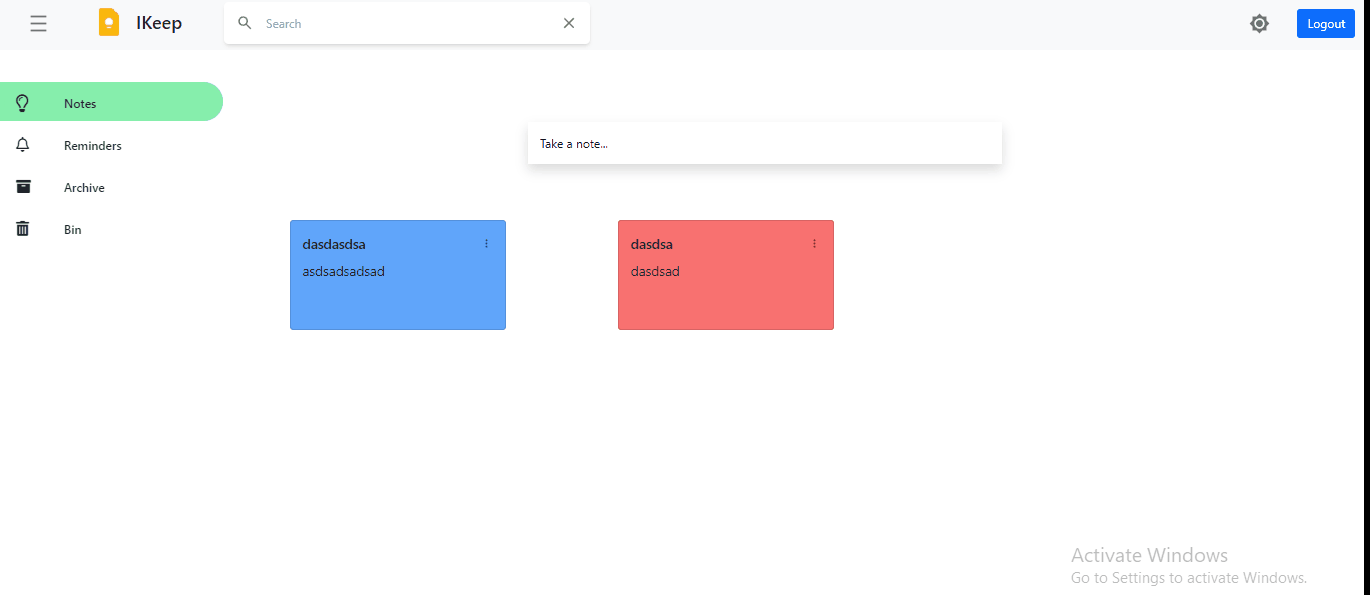 IKeep
Search
Logout
Notes
Reminders
Archive
Bin
Take a note...
dasdasdsa
asdsadsadsad
dasdsa
dasdsad
Activate Windows
Go to Settings to activate Windows.